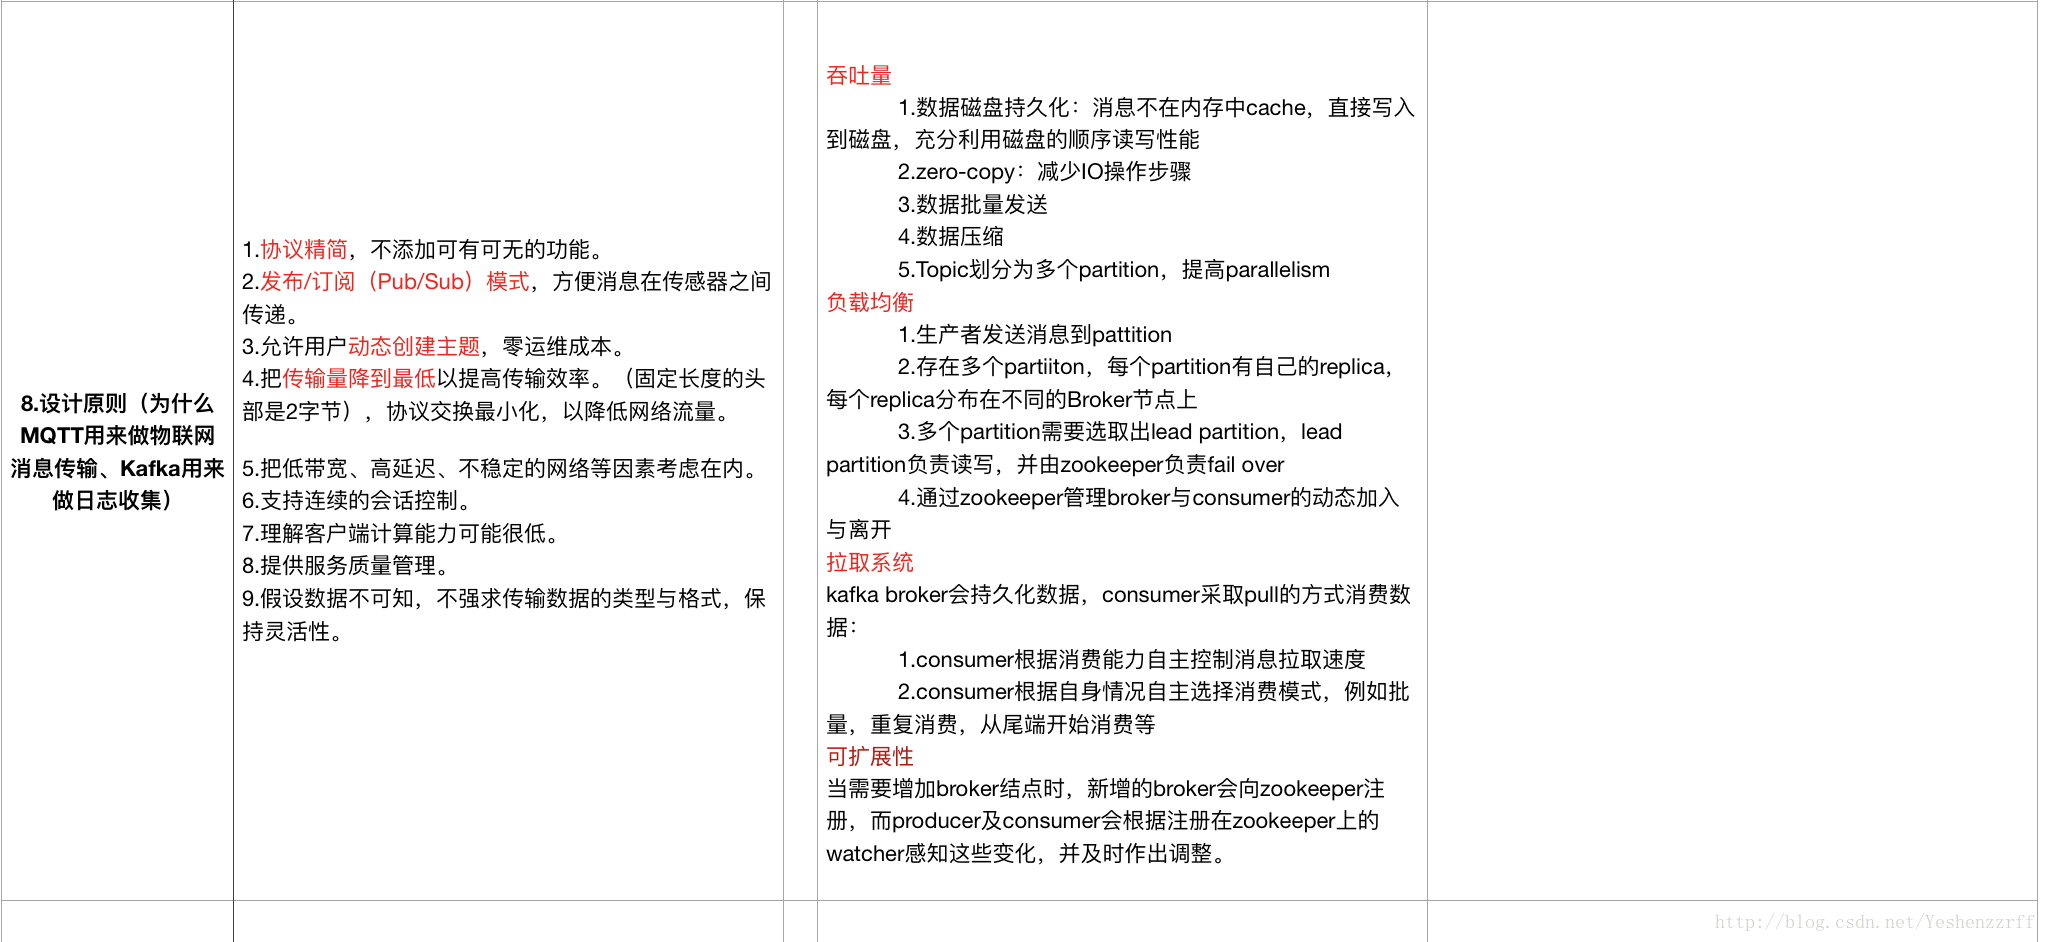 8.设计原则（为什么
MQTT用来做物联网
消息传输、Kafka用来
做日志收集）
1.协议精简，不添加可有可无的功能。
2.发布/订阅（Pub/Sub）模式，方便消息在传感器之间
传递。
3.允许用户动态创建主题，零运维成本。
4.把传输量降到最低以提高传输效率。（固定长度的头
部是2字节），协议交换最小化，以降低网络流量。
5.把低带宽、高延迟、不稳定的网络等因素考虑在内。
6.支持连续的会话控制。
7.理解客户端计算能力可能很低。
8.提供服务质量管理。
9.假设数据不可知，不强求传输数据的类型与格式，保
持灵活性。
吞吐量
1.数据磁盘持久化：消息不在内存中cache，直接写入
到磁盘，充分利用磁盘的顺序读写性能
2.zero-copy：减少IO操作步骤
3.数据批量发送
4.数据压缩
5.Topic划分为多个partition，提高parallelism
负载均衡
1.生产者发送消息到pattition
2.存在多个partiiton，每个partition有自己的replica，
每个replica分布在不同的Broker节点上
3.多个partition需要选取出lead partition，lead
partition负责读写，并由zookeeper负责fail over
4.通过zookeeper管理broker与consumer的动态加入
与离开
拉取系统
kafka broker会持久化数据，consumer采取pull的方式消费数
据：
1.consumer根据消费能力自主控制消息拉取速度
2.consumer根据自身情况自主选择消费模式，例如批
量，重复消费，从尾端开始消费等
可扩展性
当需要增加broker结点时，新增的broker会向zookeeper注
册，而producer及consumer会根据注册在zookeeper上的
watcher感知这些变化，并及时作出调整。
http://blog.csdn.net/Yeshenzzrff